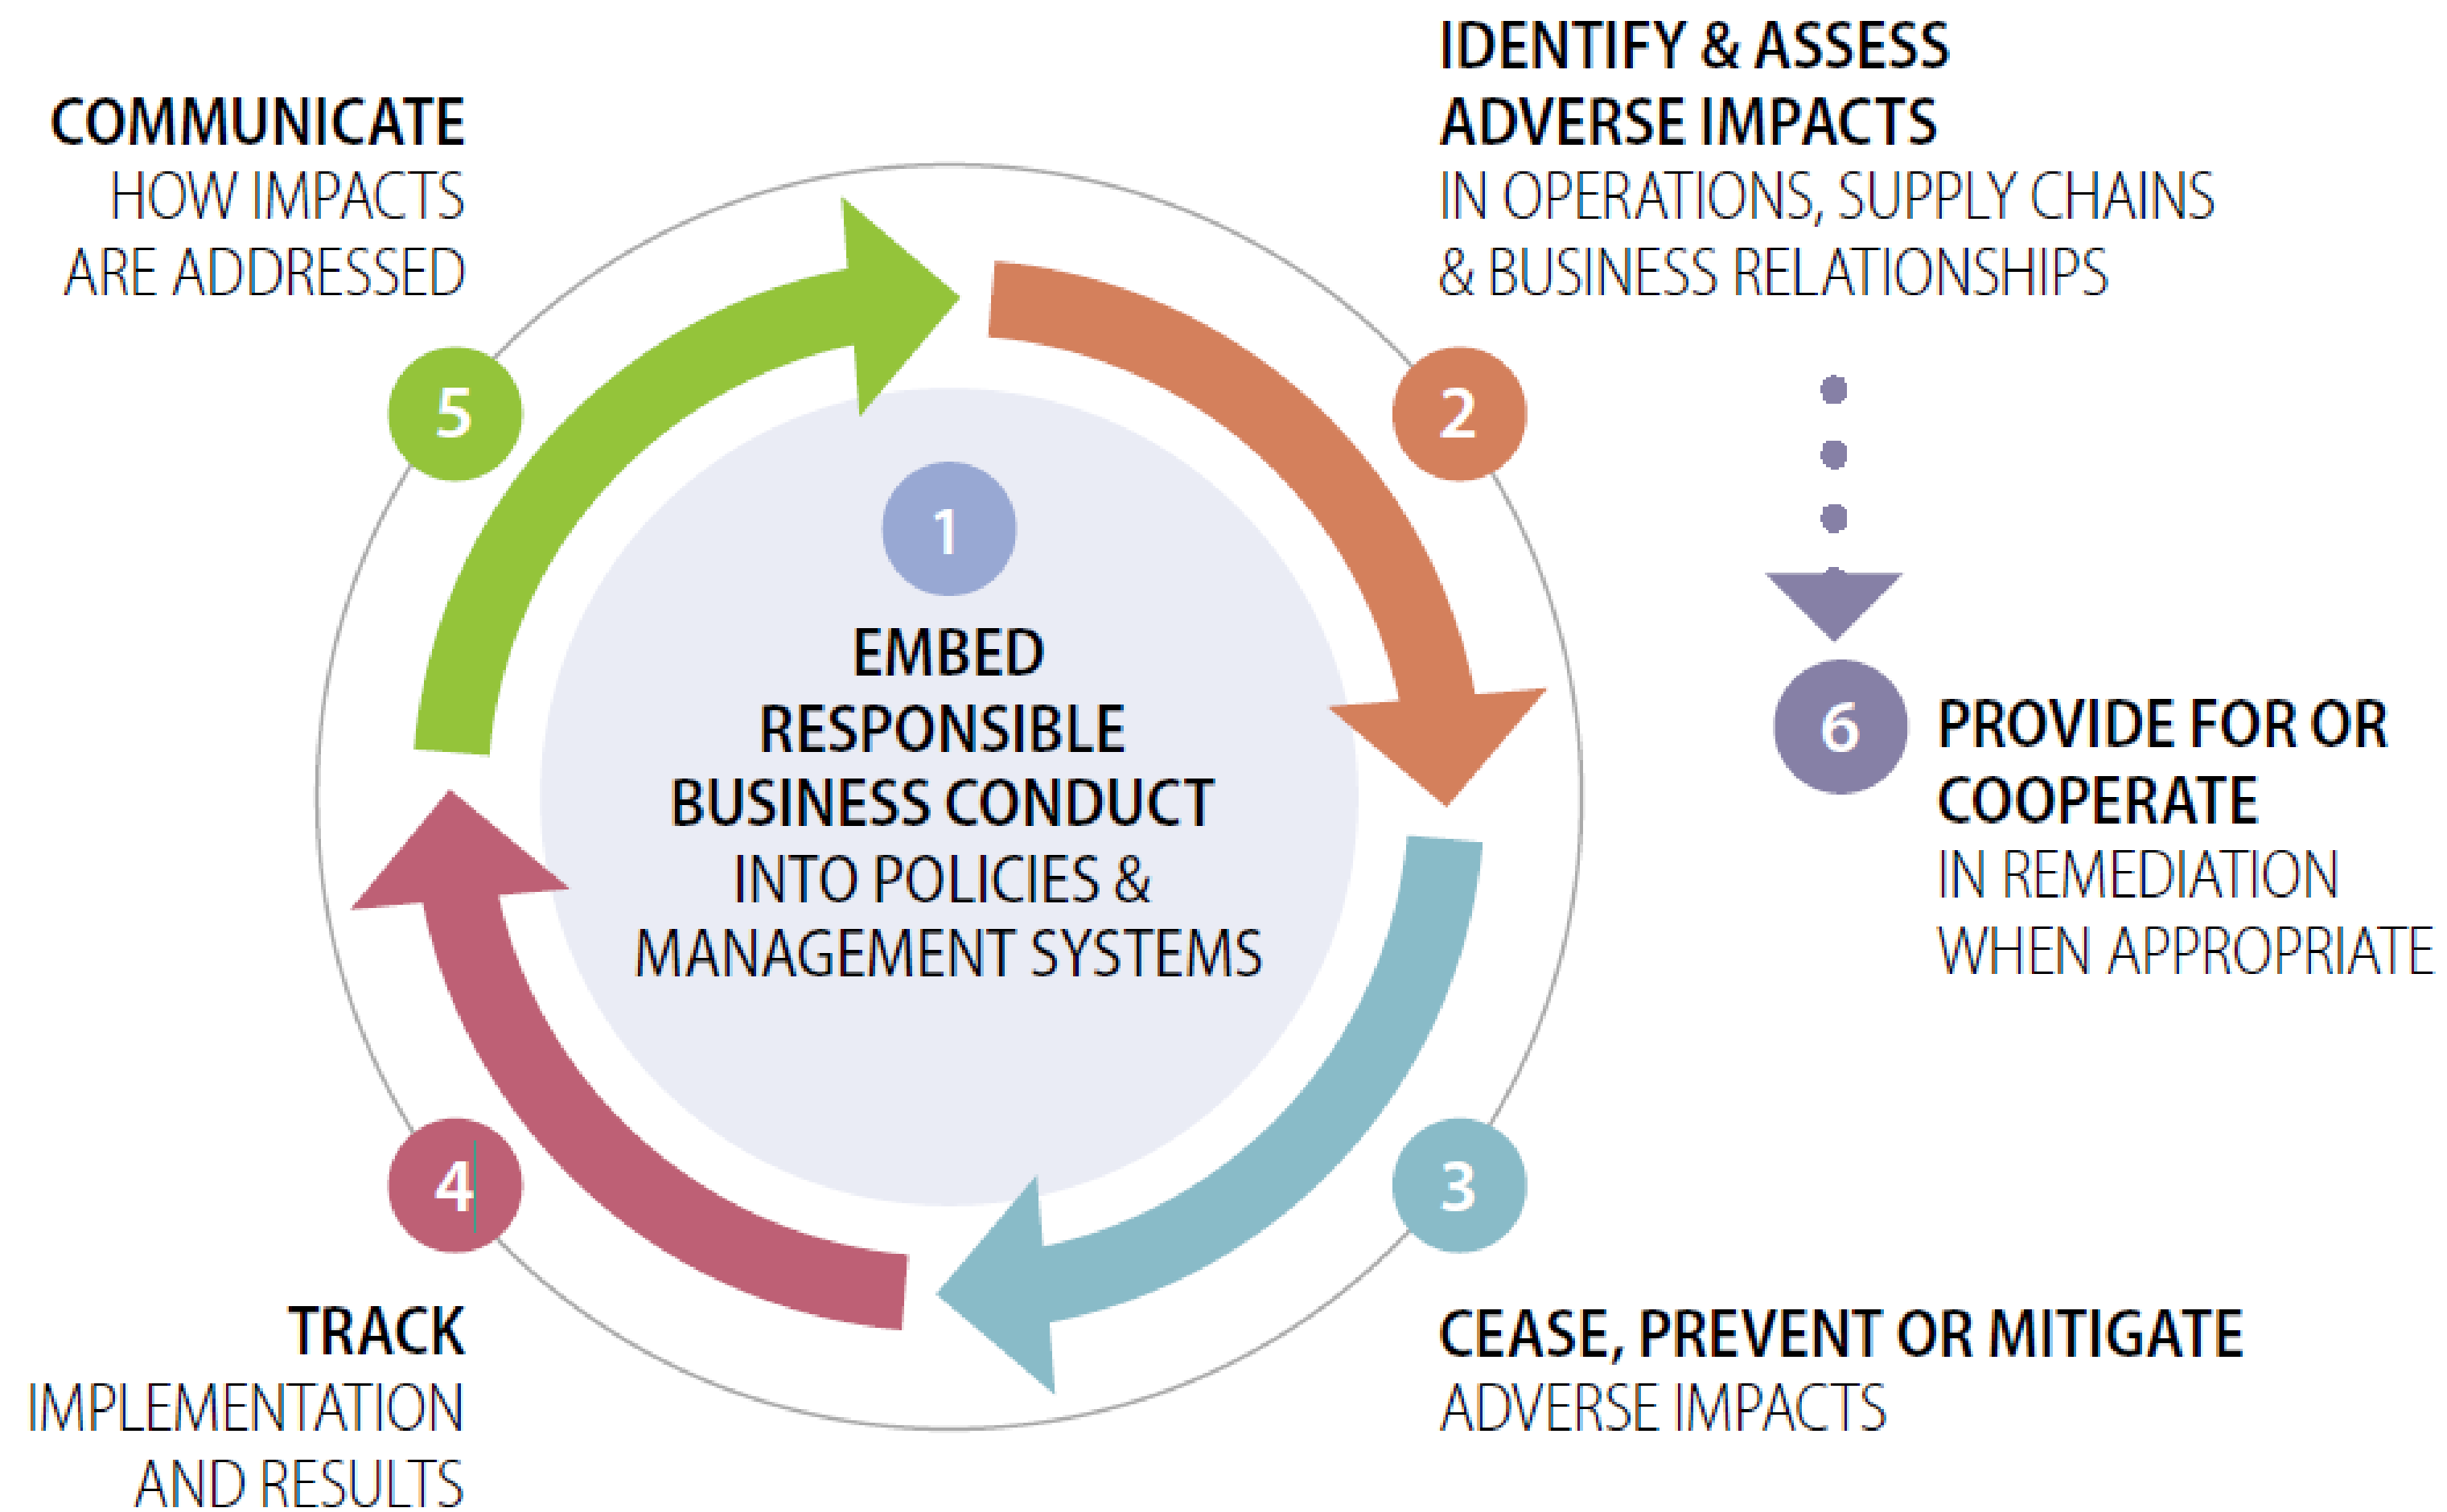 1
EMBED
RESPONSIBLE
BUSINESS CONDUCT
INTO POLICIES &
MANAGEMENT SYSTEMS
2
IDENTIFY & ASSESS
ADVERSE IMPACTS
IN OPERATIONS, SUPPLY CHAINS
& BUSINESS RELATIONSHIPS
3
CEASE, PREVENT OR MITIGATE
ADVERSE IMPACTS
4
TRACK
IMPLEMENTATION
AND RESULTS
5
COMMUNICATE
HOW IMPACTS
ARE ADDRESSED
6
PROVIDE FOR OR
COOPERATE
IN REMEDIATION
WHEN APPROPRIATE